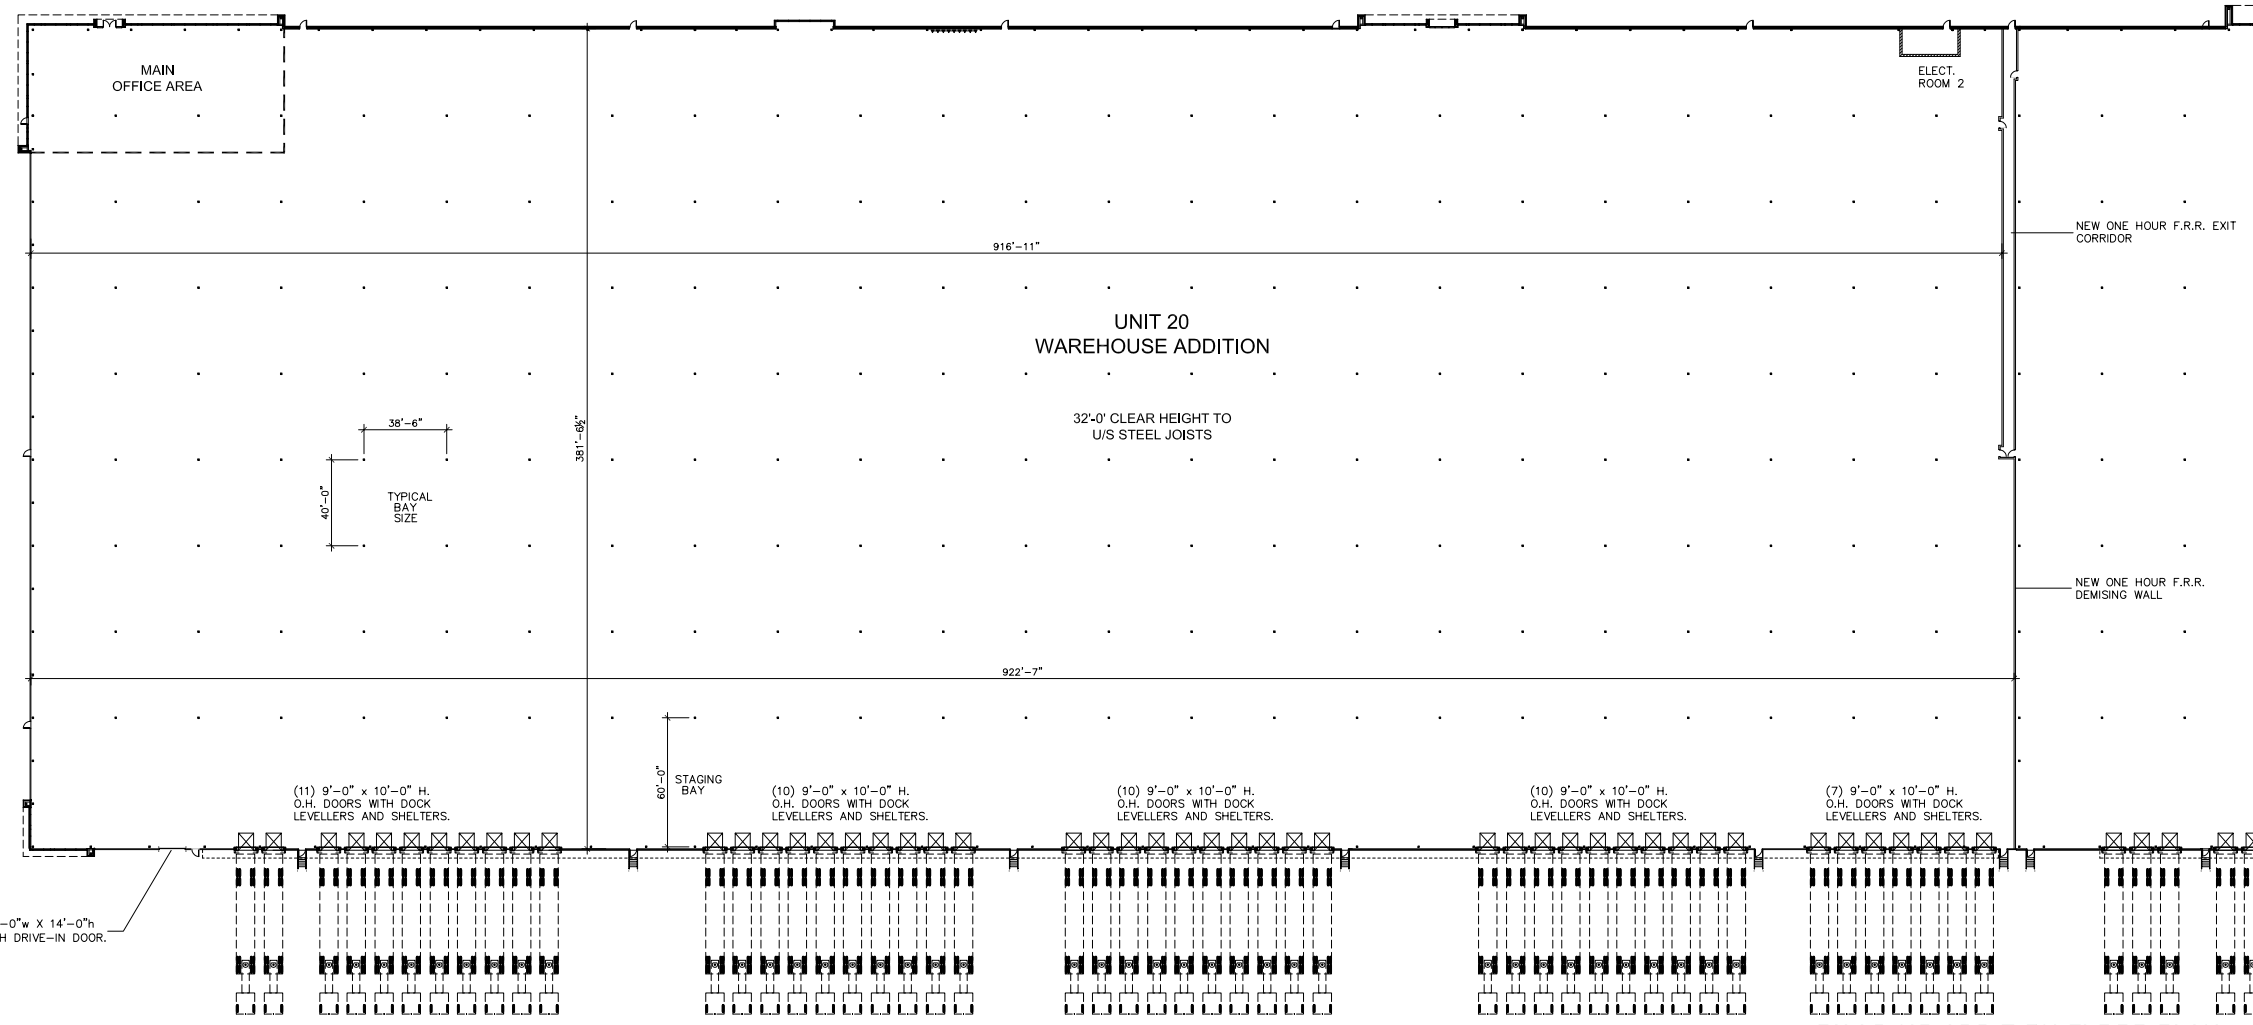 MAIN
OFFICE AREA
ELECT.
ROOM 2
NEW ONE HOUR F.R.R. EXIT
CORRIDOR
916'-11"
UNIT 20
WAREHOUSE ADDITION
32'-0' CLEAR HEIGHT TO
U/S STEEL JOISTS
38'-6"
381'-6½"
40'-0"
TYPICAL
BAY
SIZE
NEW ONE HOUR F.R.R.
DEMISING WALL
922'-7"
60'-0"
STAGING
BAY
(11) 9'-0" x 10'-0" H.
O.H. DOORS WITH DOCK
LEVELLERS AND SHELTERS.
(10) 9'-0" x 10'-0" H.
O.H. DOORS WITH DOCK
LEVELLERS AND SHELTERS.
(10) 9'-0" x 10'-0" H.
O.H. DOORS WITH DOCK
LEVELLERS AND SHELTERS.
(10) 9'-0" x 10'-0" H.
O.H. DOORS WITH DOCK
LEVELLERS AND SHELTERS.
(7) 9'-0" x 10'-0" H.
O.H. DOORS WITH DOCK
LEVELLERS AND SHELTERS.
-0"w X 14'-0"h
H DRIVE-IN DOOR.